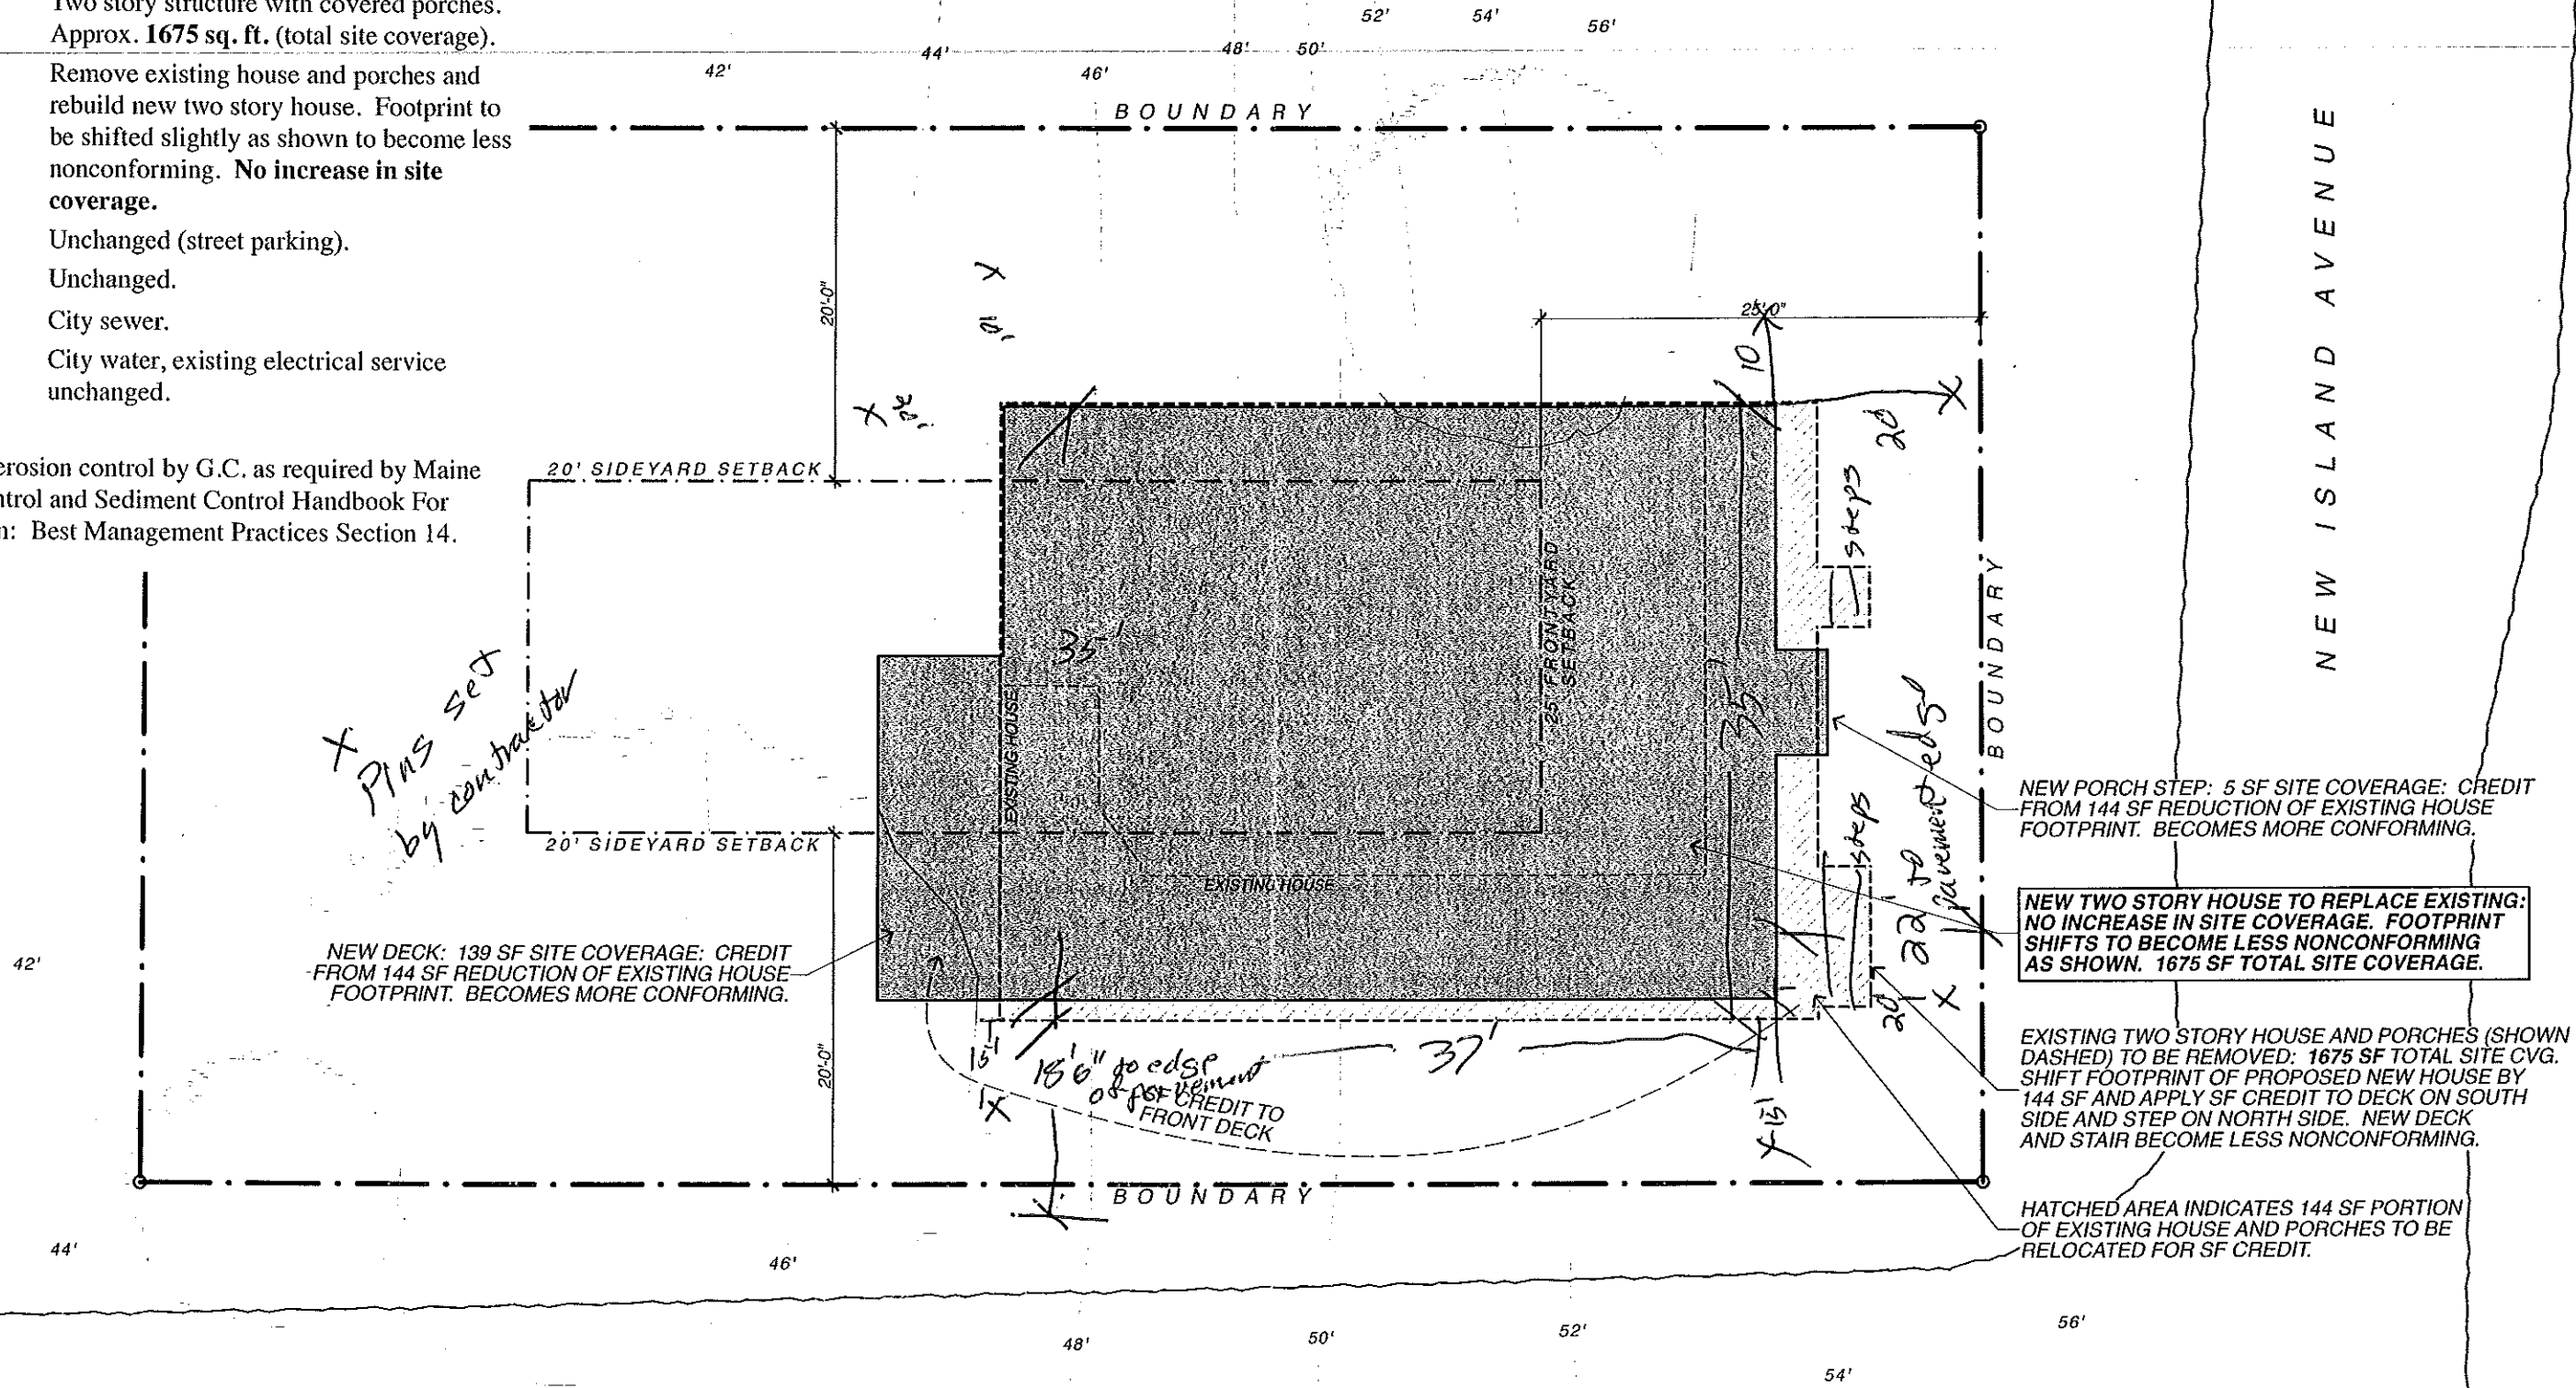 Two story structure with covered porches.
Approx. 1675 sq. ft. (total site coverage).
Remove existing house and porches and
rebuild new two story house. Footprint to
be shifted slightly as shown to become less
nonconforming. No increase in site
coverage.
Unchanged (street parking).
Unchanged.
City sewer.
City water, existing electrical service
unchanged.
erosion control by G.C. as required by Maine
ntrol and Sediment Control Handbook For
n: Best Management Practices Section 14.
42'
44'
46'
48'
50'
52'
54'
56'
BOUNDARY
20'-0"
25'-0"
X
10'
X
20'
10
X
20'
20' SIDEYARD SETBACK
25' FRONTYARD
SETBACK
steps
35'
35'
EXISTING HOUSE
EXISTING HOUSE
BOUNDARY
NEW ISLAND AVENUE
X
Pins set
by contractor
20' SIDEYARD SETBACK
steps
22' to
pavement edge
20'
X
NEW PORCH STEP: 5 SF SITE COVERAGE: CREDIT
FROM 144 SF REDUCTION OF EXISTING HOUSE
FOOTPRINT. BECOMES MORE CONFORMING.
NEW TWO STORY HOUSE TO REPLACE EXISTING:
NO INCREASE IN SITE COVERAGE. FOOTPRINT
SHIFTS TO BECOME LESS NONCONFORMING
AS SHOWN. 1675 SF TOTAL SITE COVERAGE.
NEW DECK: 139 SF SITE COVERAGE: CREDIT
FROM 144 SF REDUCTION OF EXISTING HOUSE
FOOTPRINT. BECOMES MORE CONFORMING.
42'
20'-0"
15'
X
18'6" to edge
of pavement
37'
CREDIT TO
FRONT DECK
X 15'
EXISTING TWO STORY HOUSE AND PORCHES (SHOWN
DASHED) TO BE REMOVED: 1675 SF TOTAL SITE CVG.
SHIFT FOOTPRINT OF PROPOSED NEW HOUSE BY
144 SF AND APPLY SF CREDIT TO DECK ON SOUTH
SIDE AND STEP ON NORTH SIDE. NEW DECK
AND STAIR BECOME LESS NONCONFORMING.
BOUNDARY
HATCHED AREA INDICATES 144 SF PORTION
OF EXISTING HOUSE AND PORCHES TO BE
RELOCATED FOR SF CREDIT.
44'
46'
48'
50'
52'
54'
56'